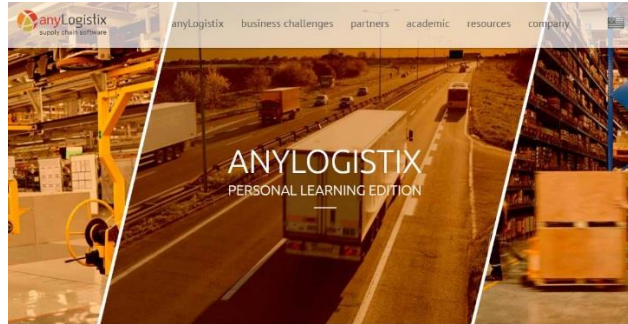 anyLogistix
supply chain software
anyLogistix business challenges partners academic resources company
ANYLOGISTIX
PERSONAL LEARNING EDITION